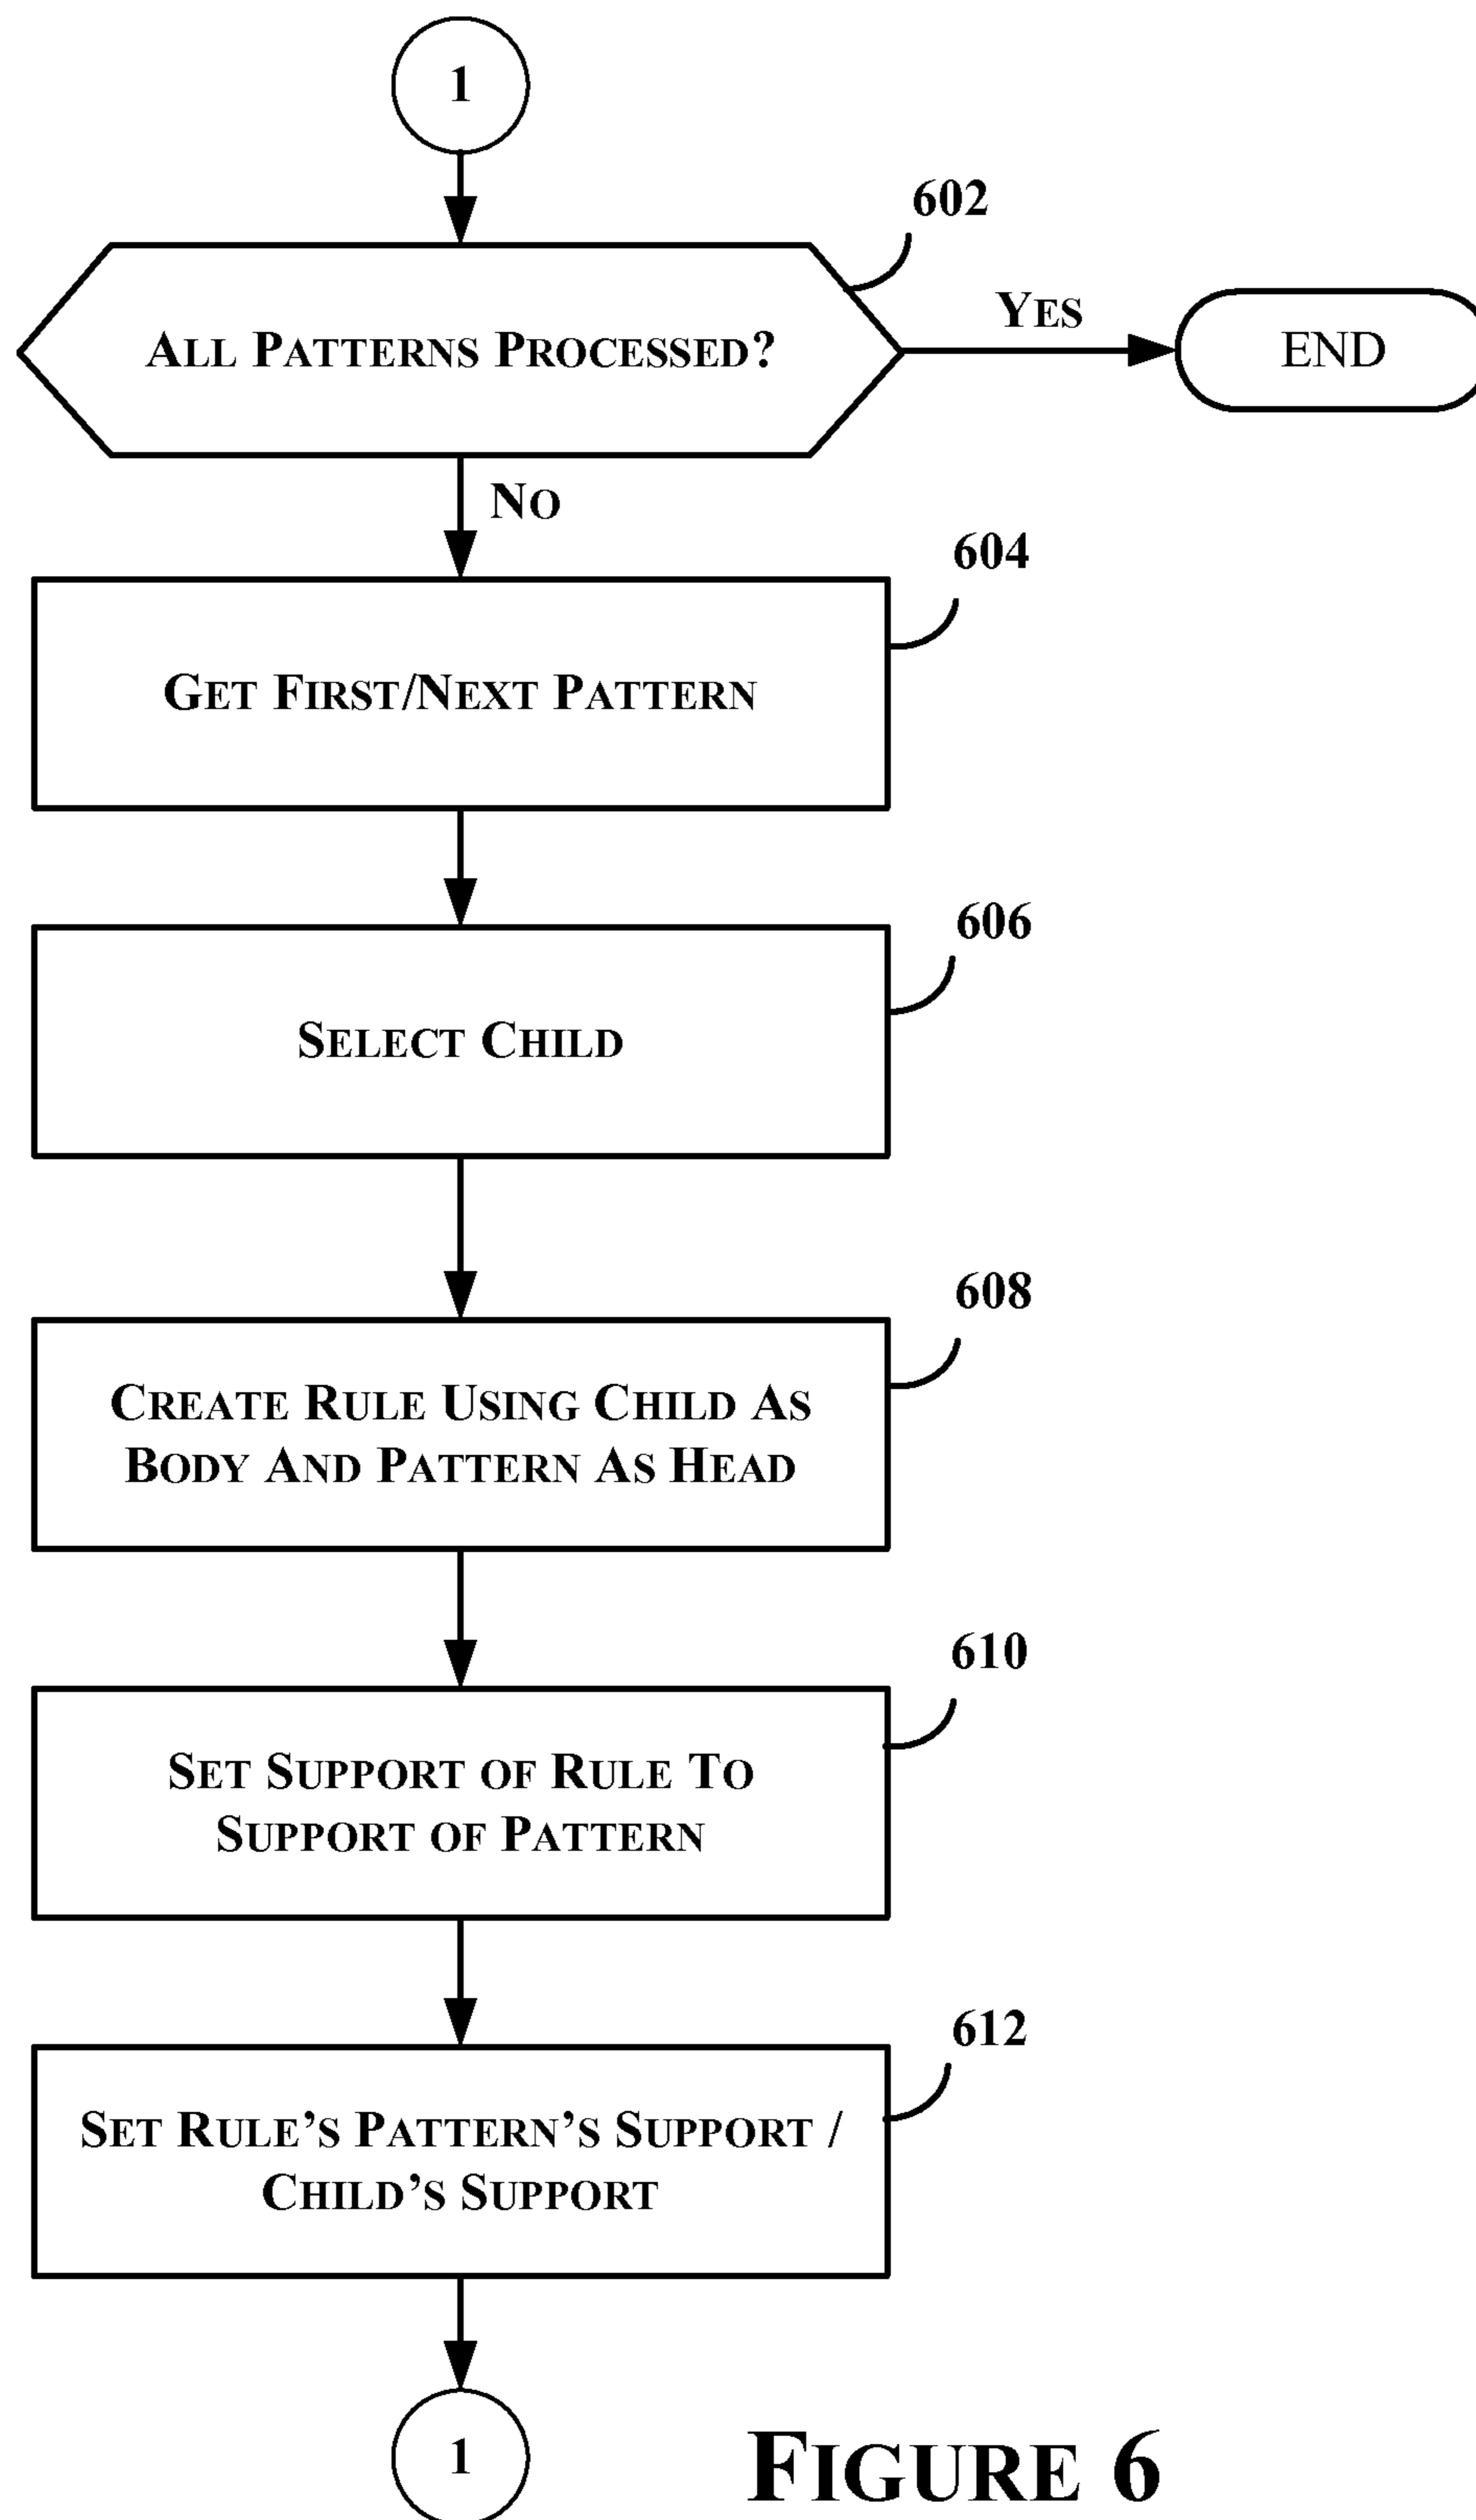 1
602
All Patterns Processed?
Yes
END
No
604
Get First/Next Pattern
606
Select Child
608
Create Rule Using Child As
Body And Pattern As Head
610
Set Support of Rule To
Support of Pattern
612
Set Rule's Pattern's Support /
Child's Support
1
Figure 6